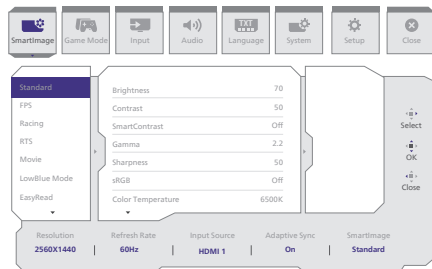 SmartImage
Game Mode
Input
Audio
TXT
Language
System
Setup
Close
Standard
FPS
Racing
RTS
Movie
LowBlue Mode
EasyRead
Brightness 70
Contrast 50
SmartContrast Off
Gamma 2.2
Sharpness 50
sRGB Off
Color Temperature 6500K
Select
OK
Close
Resolution Refresh Rate Input Source Adaptive Sync SmartImage
2560X1440 | 60Hz | HDMI 1 | On | Standard